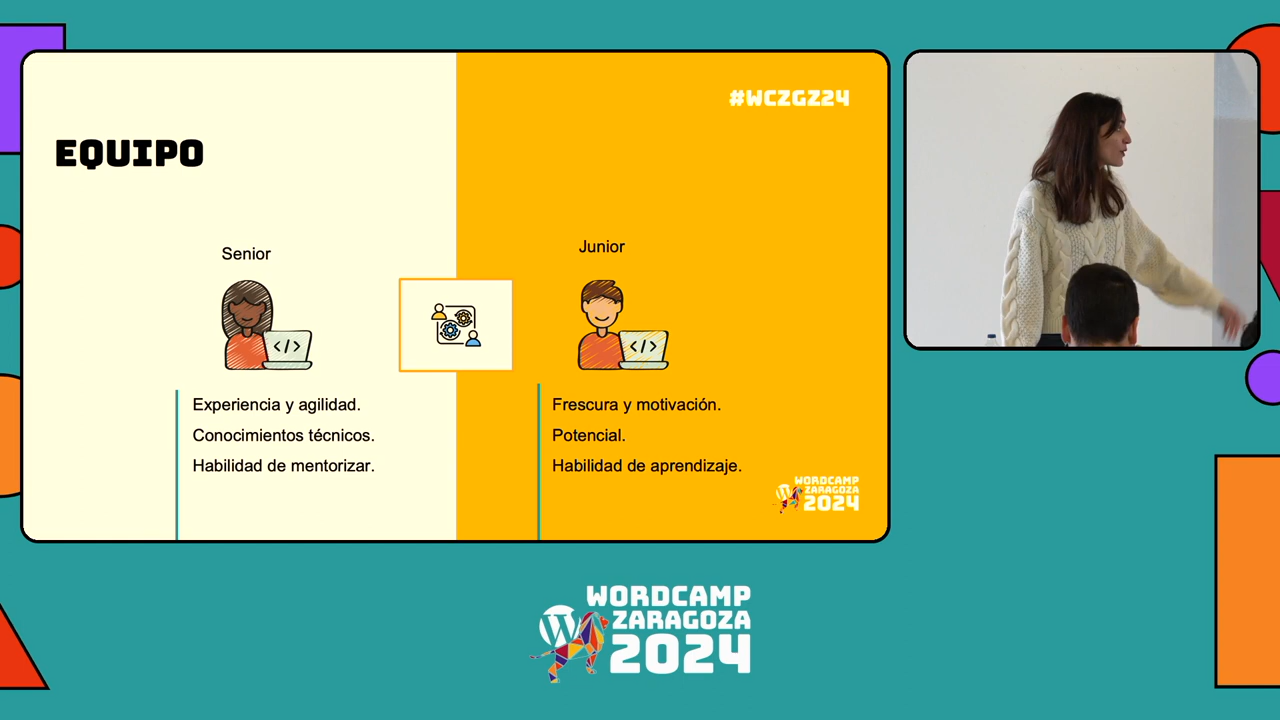 #WCZGZ24
EQUIPO
Senior
Junior
</>
</>
Experiencia y agilidad.
Conocimientos técnicos.
Habilidad de mentorizar.
Frescura y motivación.
Potencial.
Habilidad de aprendizaje.
WORDCAMP
ZARAGOZA
2024
WORDCAMP
ZARAGOZA
2024